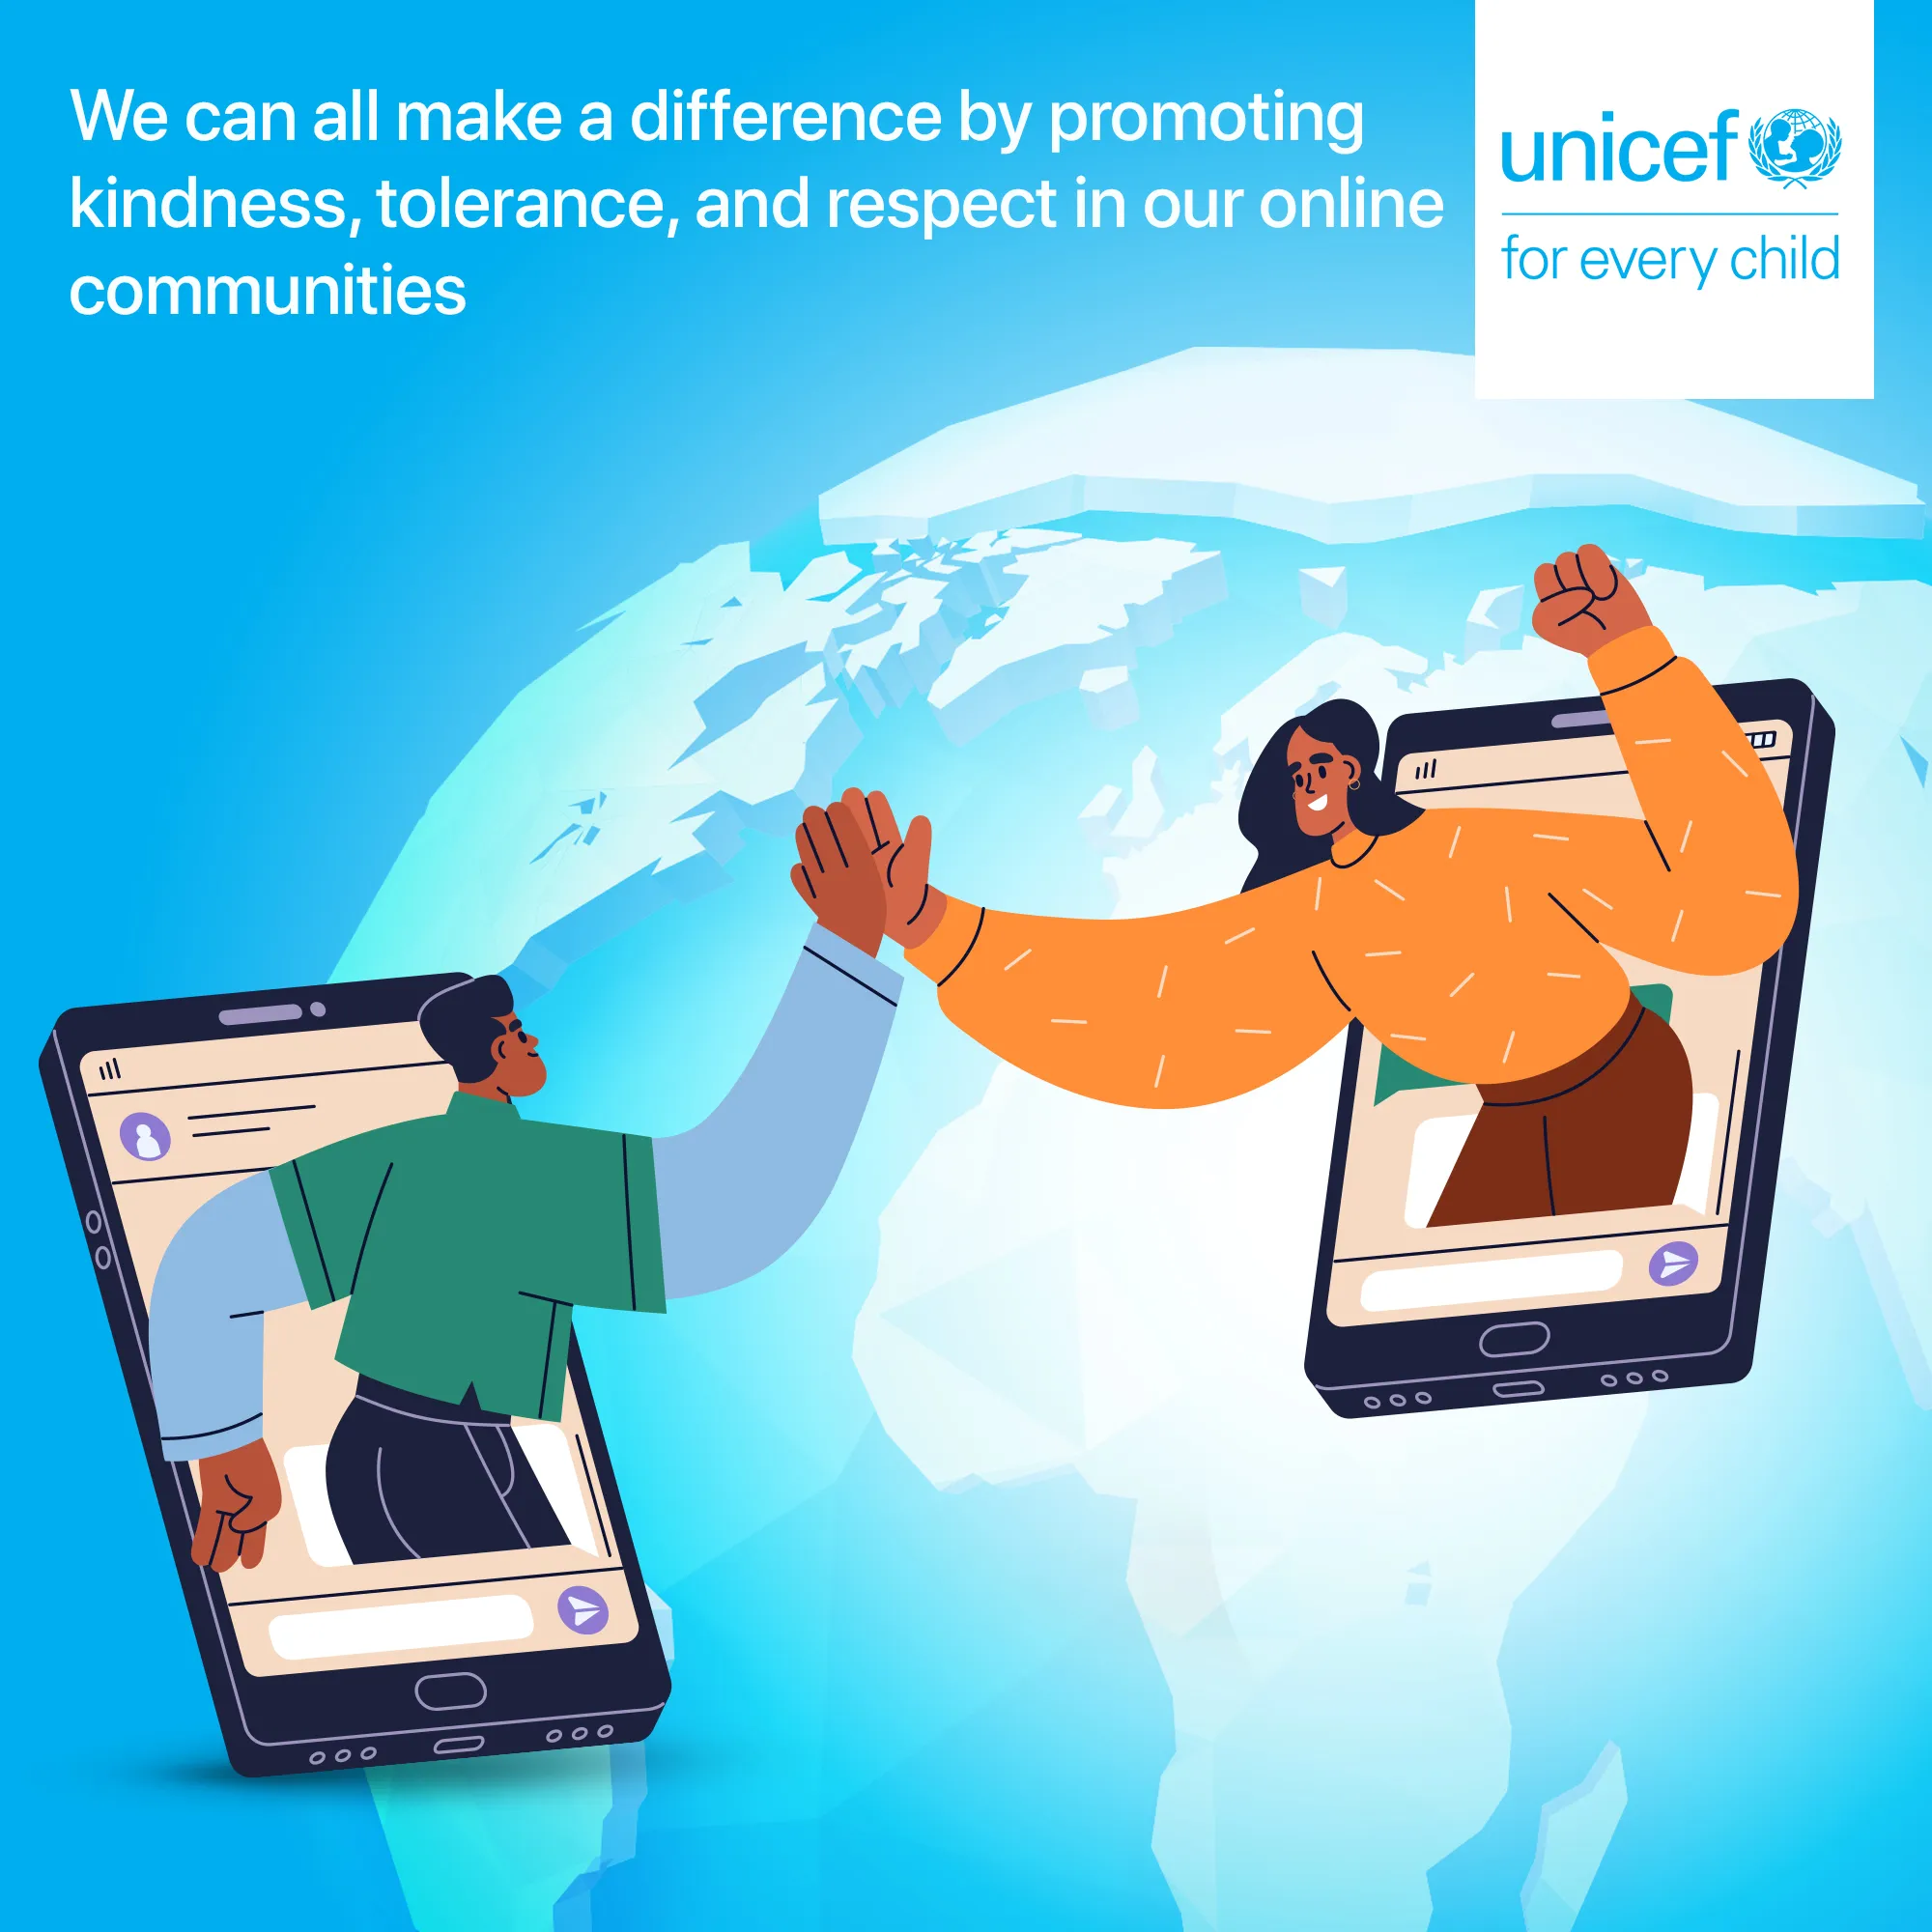 We can all make a difference by promoting
kindness, tolerance, and respect in our online
communities
unicef
for every child